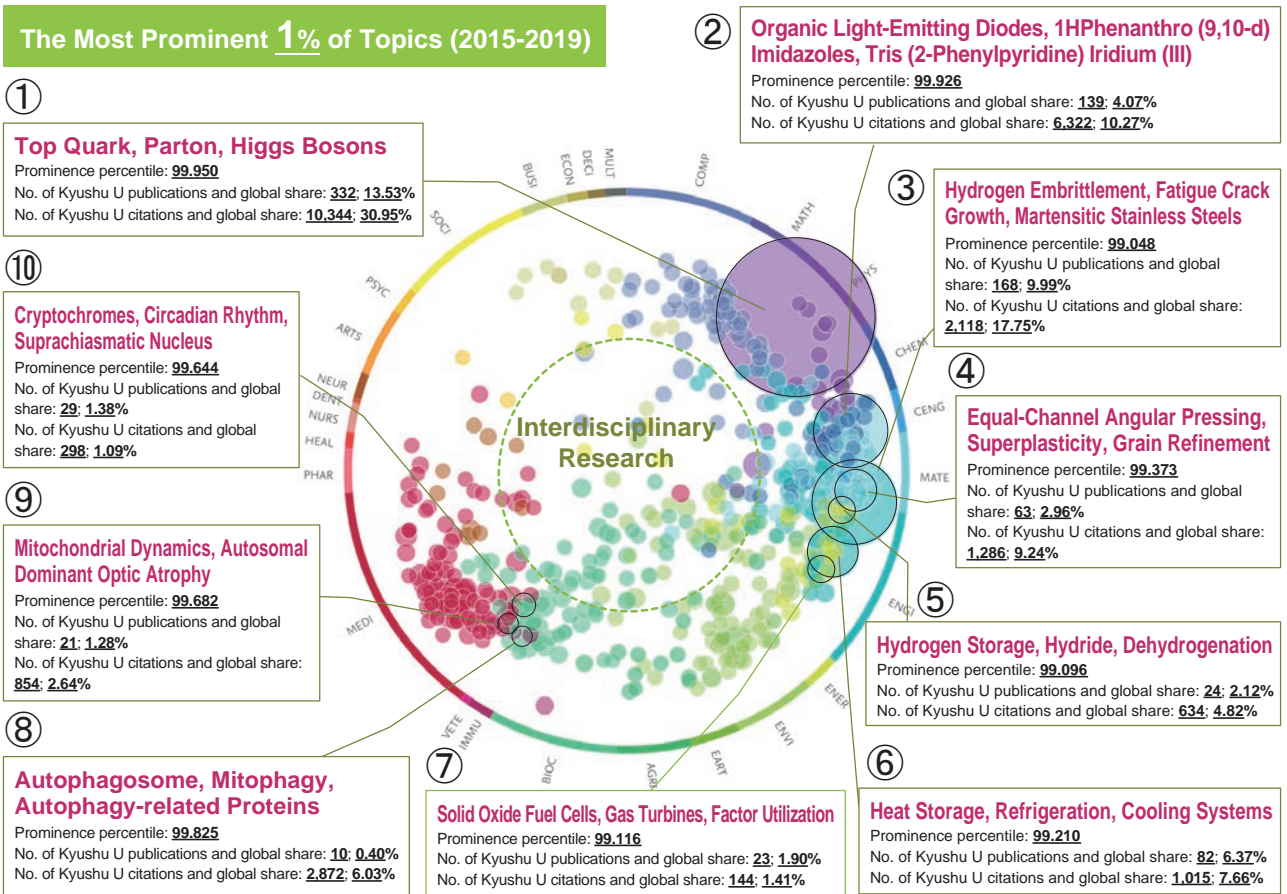 The Most Prominent 1% of Topics (2015-2019)
①
Top Quark, Parton, Higgs Bosons
Prominence percentile: 99.950
No. of Kyushu U publications and global share: 332; 13.53%
No. of Kyushu U citations and global share: 10,344; 30.95%
②
Organic Light-Emitting Diodes, 1HPhenanthro (9,10-d)
Imidazoles, Tris (2-Phenylpyridine) Iridium (III)
Prominence percentile: 99.926
No. of Kyushu U publications and global share: 139; 4.07%
No. of Kyushu U citations and global share: 6,322; 10.27%
③
Hydrogen Embrittlement, Fatigue Crack
Growth, Martensitic Stainless Steels
Prominence percentile: 99.048
No. of Kyushu U publications and global
share: 168; 9.99%
No. of Kyushu U citations and global share:
2,118; 17.75%
④
Equal-Channel Angular Pressing,
Superplasticity, Grain Refinement
Prominence percentile: 99.373
No. of Kyushu U publications and global
share: 63; 2.96%
No. of Kyushu U citations and global share:
1,286; 9.24%
⑤
Hydrogen Storage, Hydride, Dehydrogenation
Prominence percentile: 99.096
No. of Kyushu U publications and global share: 24; 2.12%
No. of Kyushu U citations and global share: 634; 4.82%
⑥
Heat Storage, Refrigeration, Cooling Systems
Prominence percentile: 99.210
No. of Kyushu U publications and global share: 82; 6.37%
No. of Kyushu U citations and global share: 1,015; 7.66%
⑦
Solid Oxide Fuel Cells, Gas Turbines, Factor Utilization
Prominence percentile: 99.116
No. of Kyushu U publications and global share: 23; 1.90%
No. of Kyushu U citations and global share: 144; 1.41%
⑧
Autophagosome, Mitophagy,
Autophagy-related Proteins
Prominence percentile: 99.825
No. of Kyushu U publications and global share: 10; 0.40%
No. of Kyushu U citations and global share: 2,872; 6.03%
⑨
Mitochondrial Dynamics, Autosomal
Dominant Optic Atrophy
Prominence percentile: 99.682
No. of Kyushu U publications and global
share: 21; 1.28%
No. of Kyushu U citations and global share:
854; 2.64%
⑩
Cryptochromes, Circadian Rhythm,
Suprachiasmatic Nucleus
Prominence percentile: 99.644
No. of Kyushu U publications and global
share: 29; 1.38%
No. of Kyushu U citations and global
share: 298; 1.09%
Interdisciplinary
Research
COMP
MATH
PHYS
CHEM
CENG
MATE
ENGI
ENER
ENVI
EART
AGRI
BIOC
IMMU
VETE
MEDI
PHAR
HEAL
NURS
DENT
NEUR
ARTS
PSYC
SOCI
BUSI
ECON
DECI
MULT